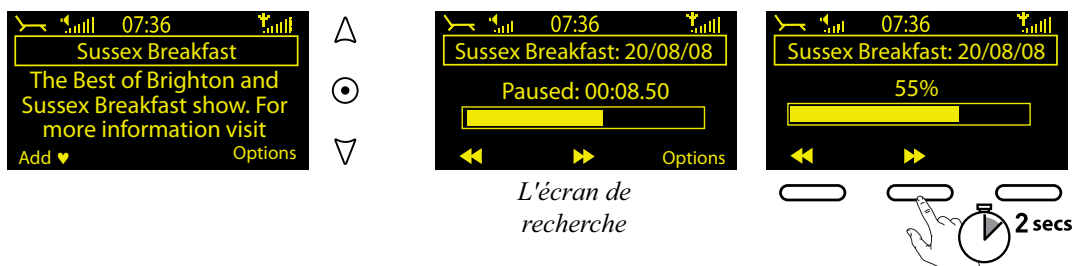 07:36
Sussex Breakfast
The Best of Brighton and
Sussex Breakfast show. For
more information visit
Add ♥ Options
07:36
Sussex Breakfast: 20/08/08
Paused: 00:08.50
Options
L'écran de
recherche
07:36
Sussex Breakfast: 20/08/08
55%
2 secs